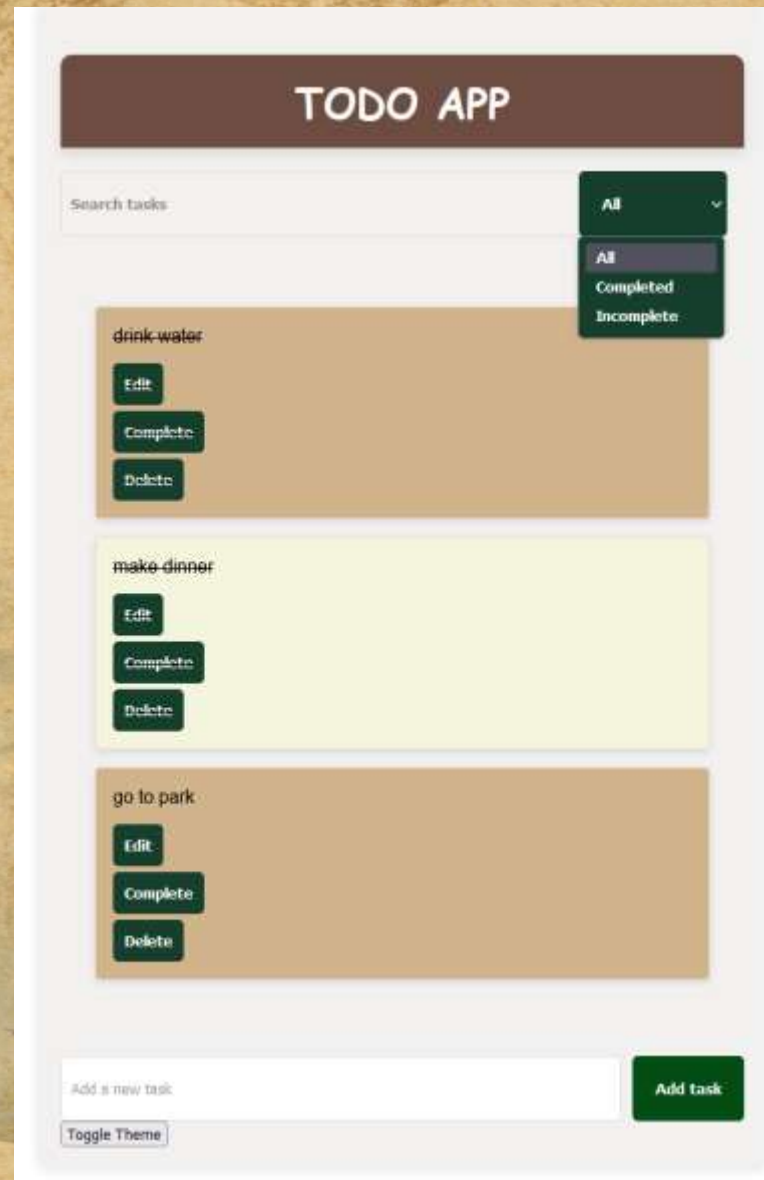 TODO APP
Search tasks
All
All
Completed
Incomplete
drink water
Edit
Complete
Delete
make dinner
Edit
Complete
Delete
go to park
Edit
Complete
Delete
Add a new task
Add task
Toggle Theme